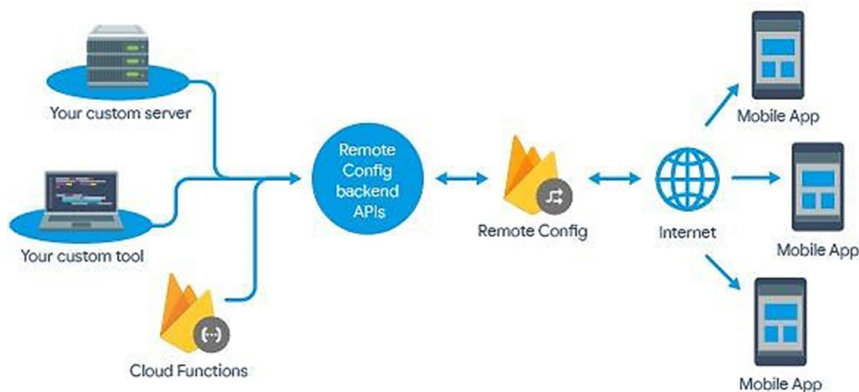 Your custom server
Your custom tool
Cloud Functions
Remote
Config
backend
APIs
Remote Config
Internet
Mobile App
Mobile App
Mobile App